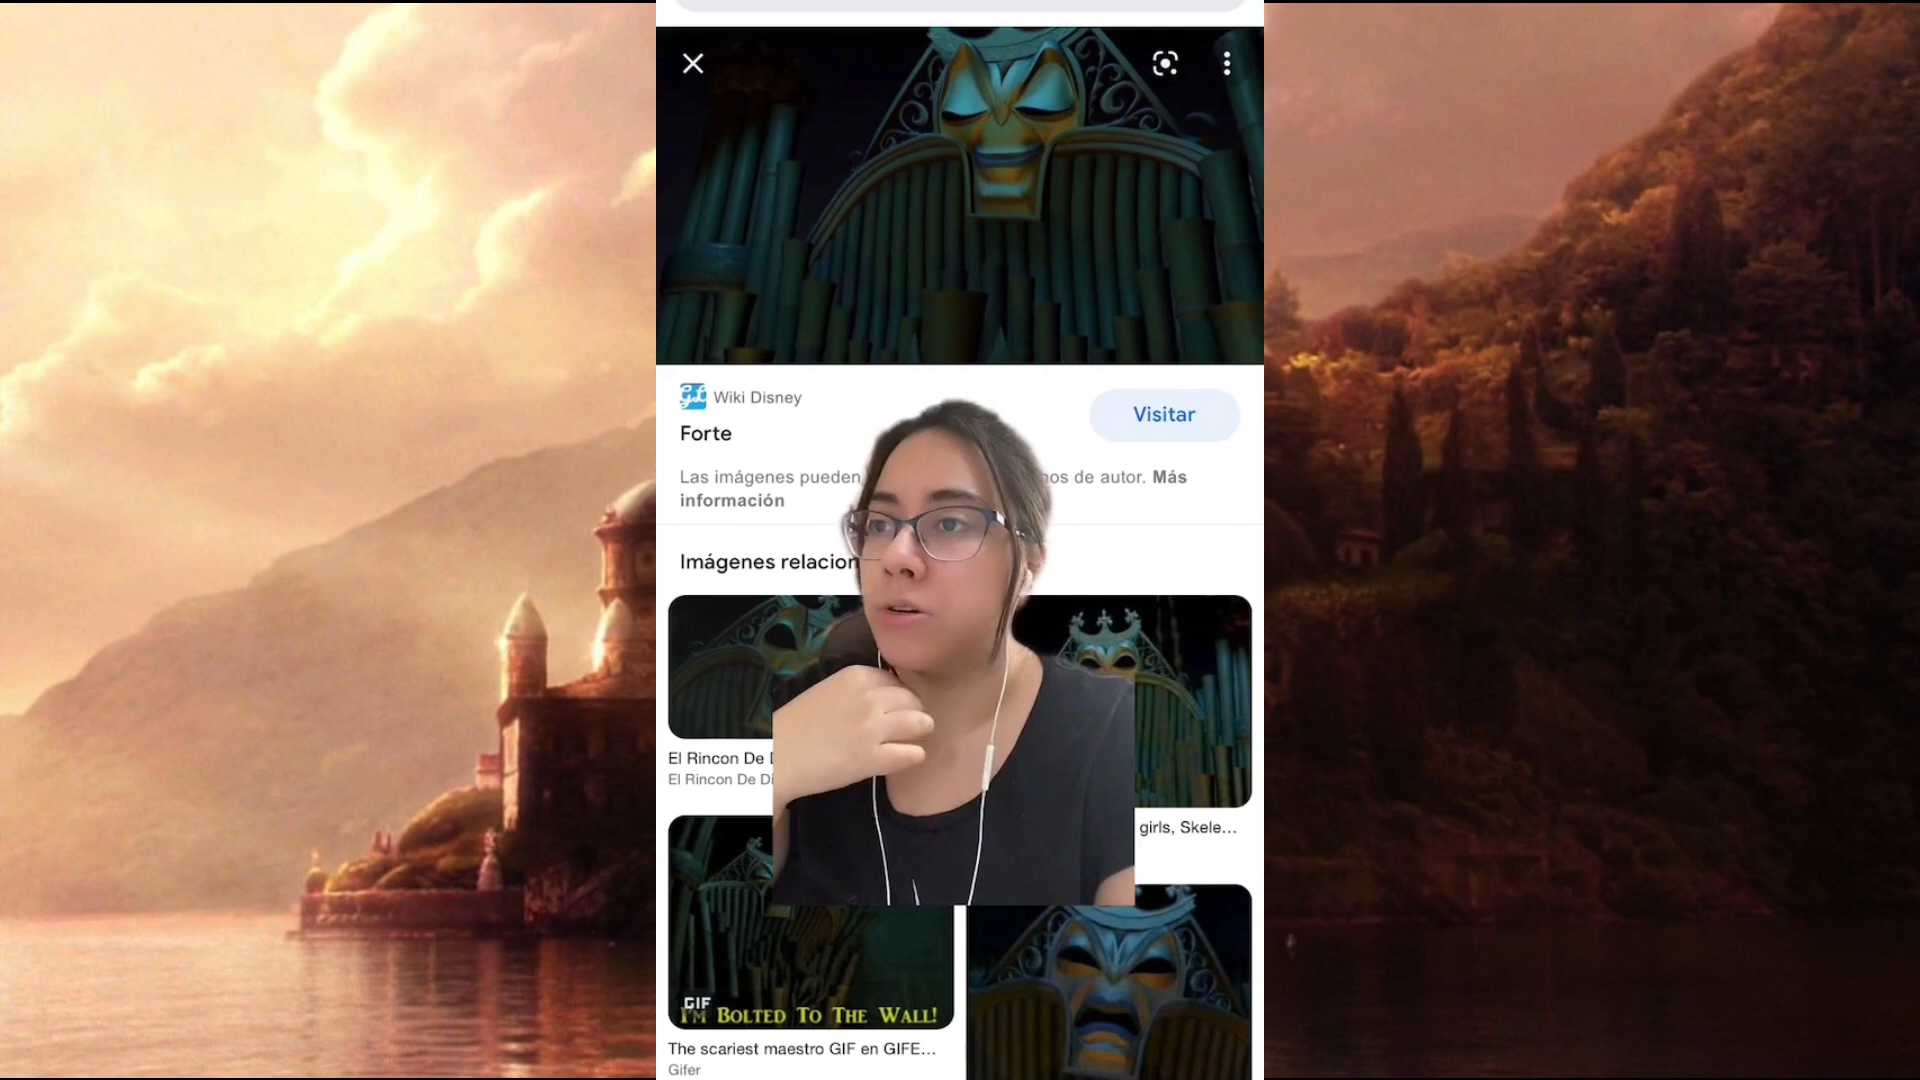 Wiki Disney
Visitar
Forte
Las imágenes pueden
os de autor. Más
información
Imágenes relacion
El Rincon De
El Rincon De Di
girls, Skele...
GIF
I'M BOLTED TO THE WALL!
The scariest maestro GIF en GIFE...
Gifer